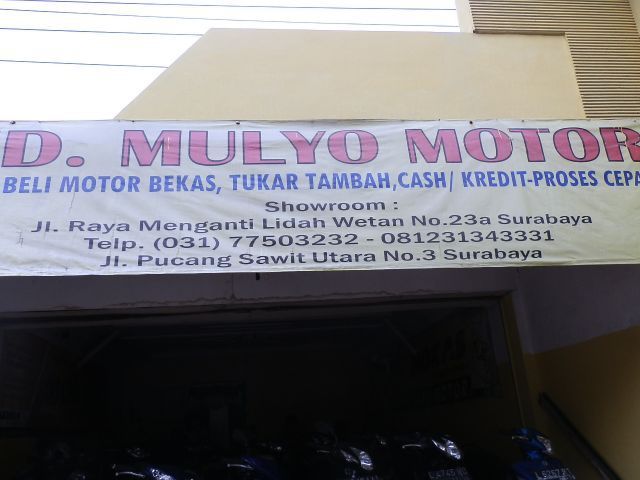 D. MULYO MOTOR
BELI MOTOR BEKAS, TUKAR TAMBAH,CASH/ KREDIT-PROSES CEPA
Showroom :
Jl. Raya Menganti Lidah Wetan No.23a Surabaya
Telp. (031) 77503232 - 081231343331
Jl. Pucang Sawit Utara No.3 Surabaya